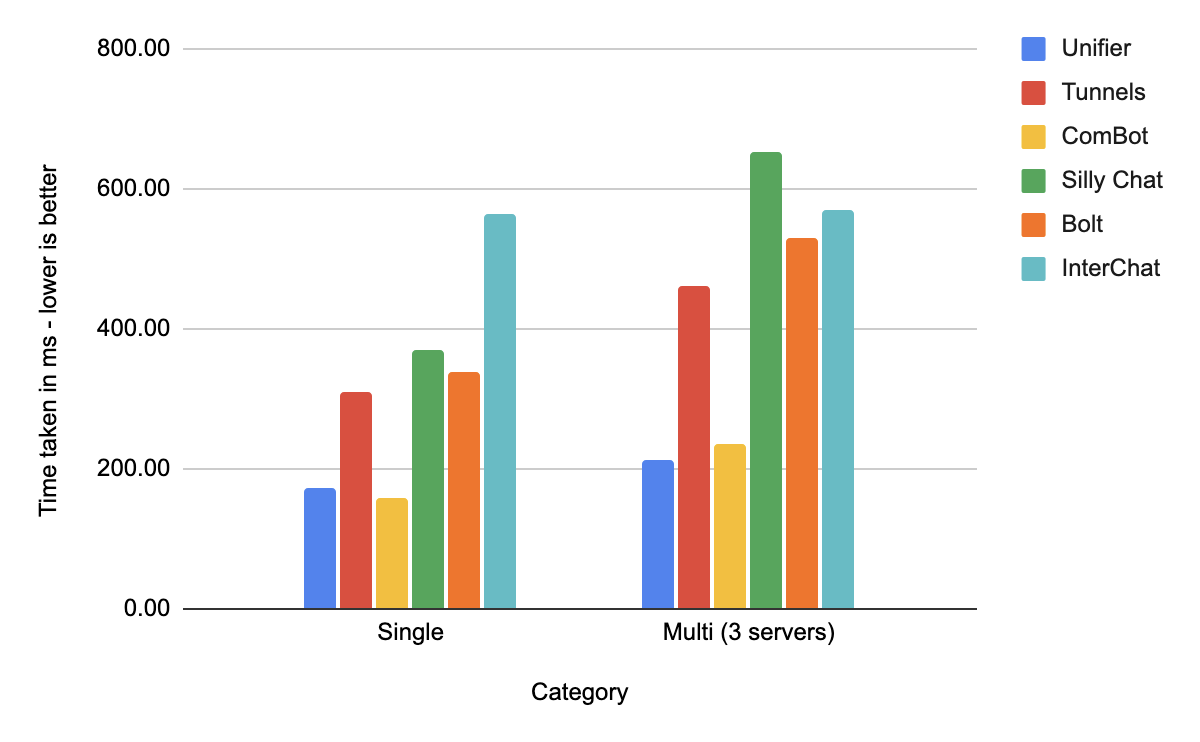 800.00
600.00
400.00
200.00
0.00
Time taken in ms - lower is better
Single
Multi (3 servers)
Category
Unifier
Tunnels
ComBot
Silly Chat
Bolt
InterChat